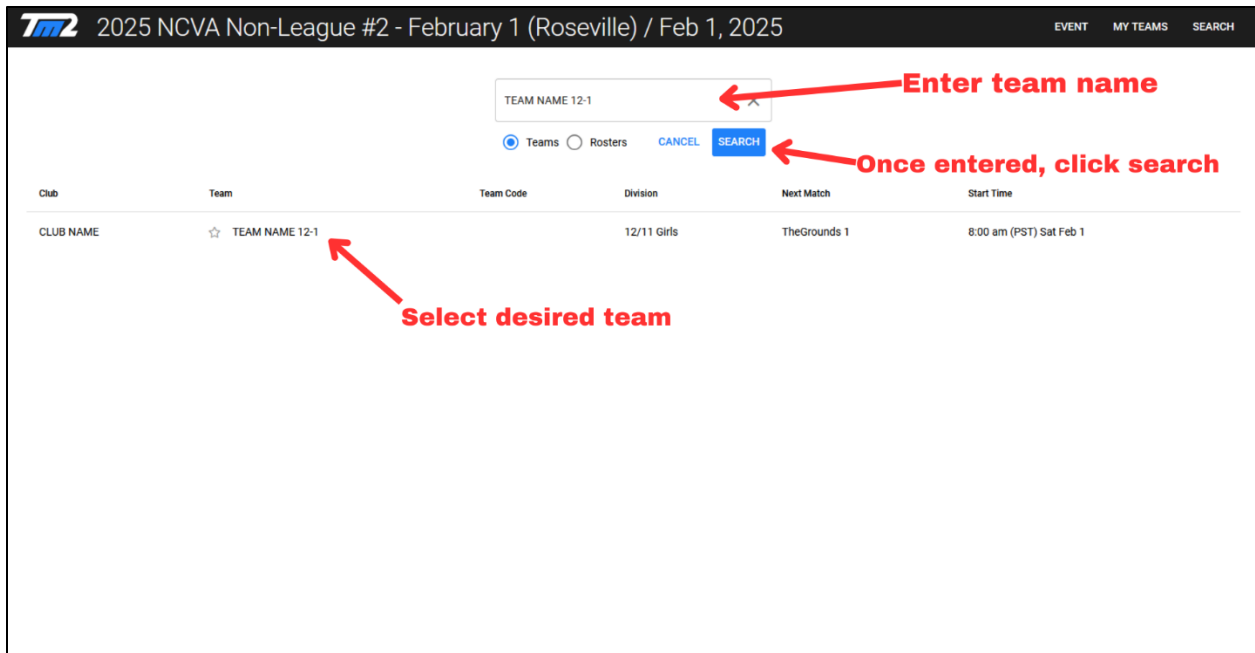 Tm2 2025 NCVA Non-League #2 - February 1 (Roseville) / Feb 1, 2025 EVENT MY TEAMS SEARCH
TEAM NAME 12-1 Enter team name
Teams Rosters CANCEL SEARCH
Once entered, click search
Club Team Team Code Division Next Match Start Time
CLUB NAME TEAM NAME 12-1 12/11 Girls TheGrounds 1 8:00 am (PST) Sat Feb 1
Select desired team